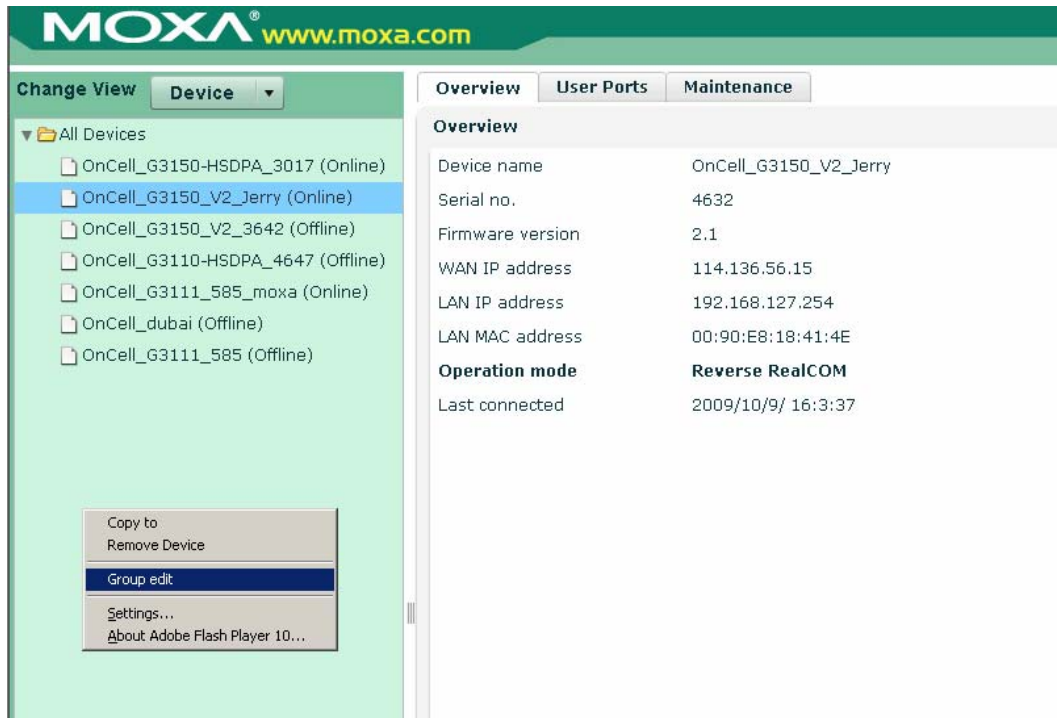 MOXA® www.moxa.com
Change View Device
All Devices
OnCell_G3150-HSDPA_3017 (Online)
OnCell_G3150_V2_Jerry (Online)
OnCell_G3150_V2_3642 (Offline)
OnCell_G3110-HSDPA_4647 (Offline)
OnCell_G3111_585_moxa (Online)
OnCell_dubai (Offline)
OnCell_G3111_585 (Offline)
Copy to
Remove Device
Group edit
Settings...
About Adobe Flash Player 10...
Overview User Ports Maintenance
Overview
Device name OnCell_G3150_V2_Jerry
Serial no. 4632
Firmware version 2.1
WAN IP address 114.136.56.15
LAN IP address 192.168.127.254
LAN MAC address 00:90:E8:18:41:4E
Operation mode Reverse RealCOM
Last connected 2009/10/9/ 16:3:37